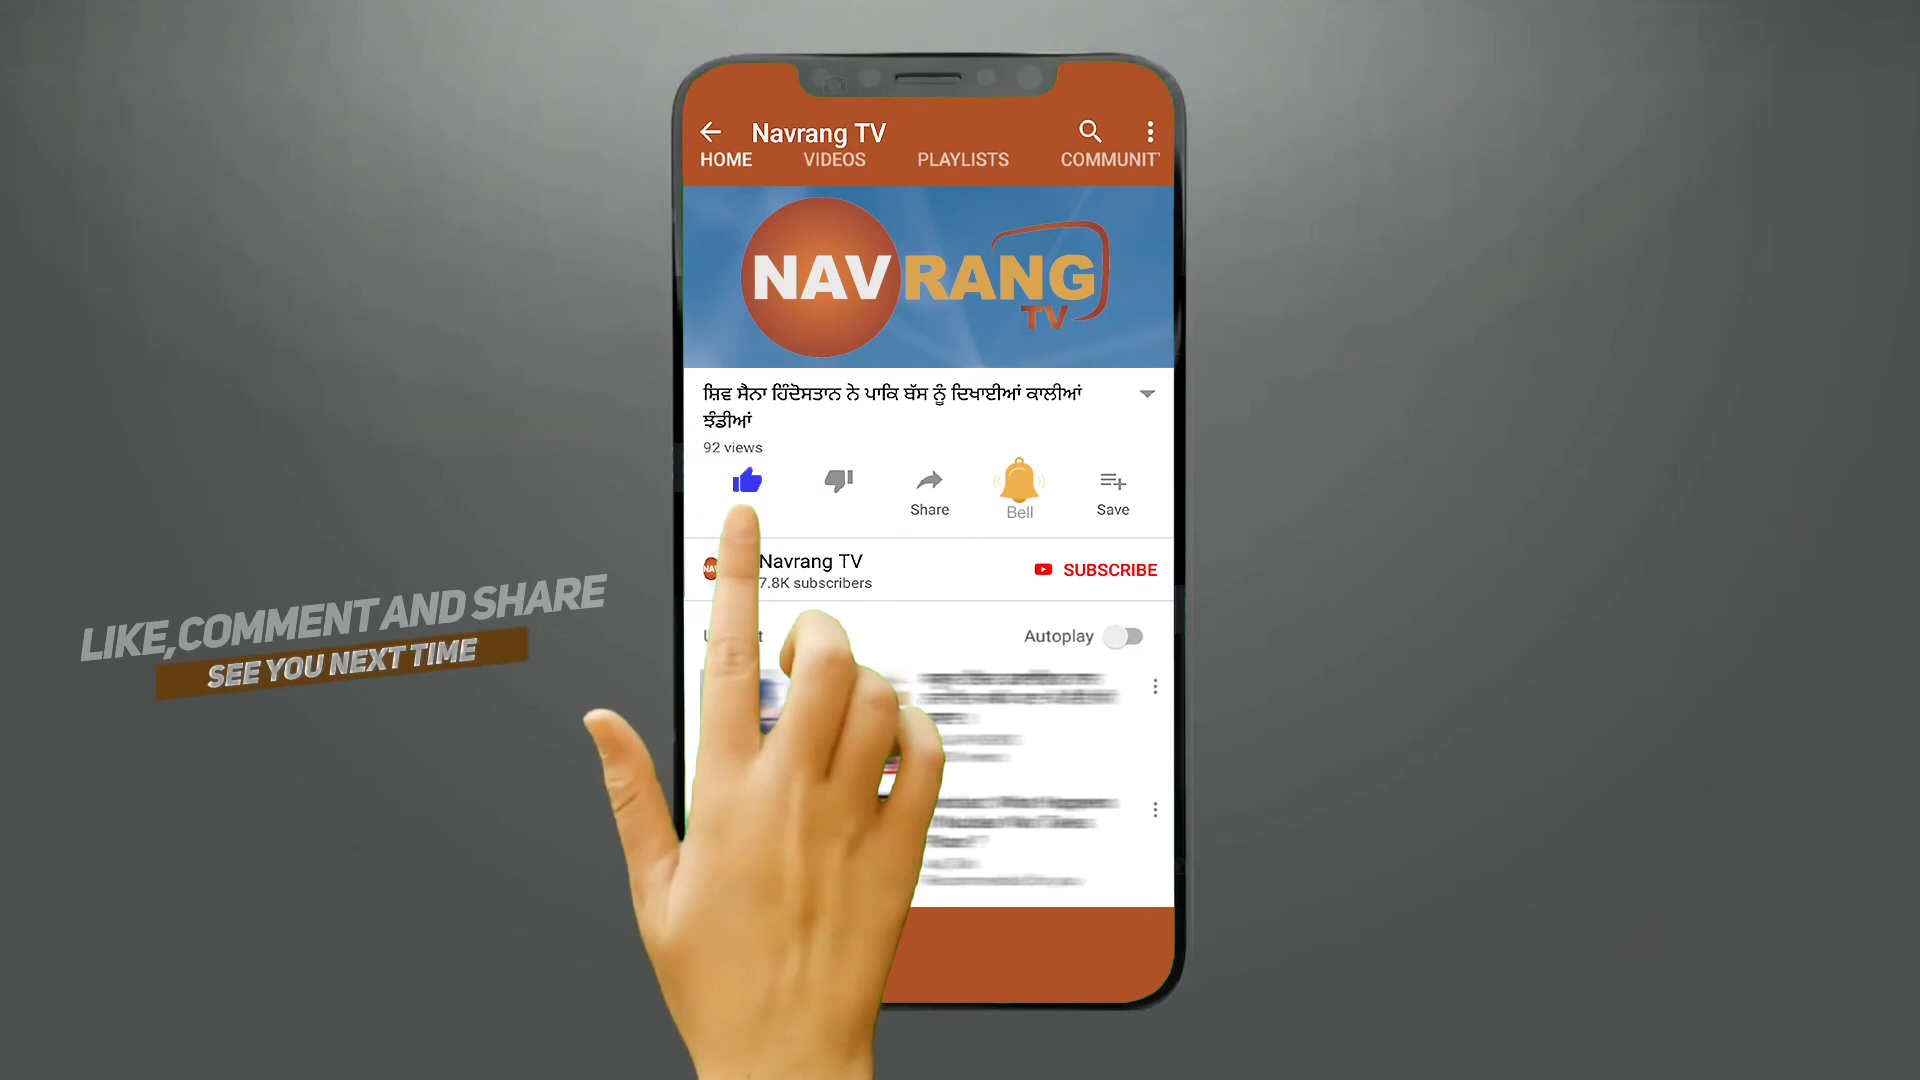 Navrang TV
HOME VIDEOS PLAYLISTS COMMUNIT
NAVRANG
TV
ਸ਼ਿਵ ਸੈਨਾ ਹਿੰਦੋਸਤਾਨ ਨੇ ਪਾਕਿ ਬੱਸ ਨੂੰ ਦਿਖਾਈਆਂ ਕਾਲੀਆਂ
ਝੰਡੀਆਂ
92 views
Share Bell Save
Navrang TV
7.8K subscribers
SUBSCRIBE
Autoplay
LIKE,COMMENT AND SHARE
SEE YOU NEXT TIME